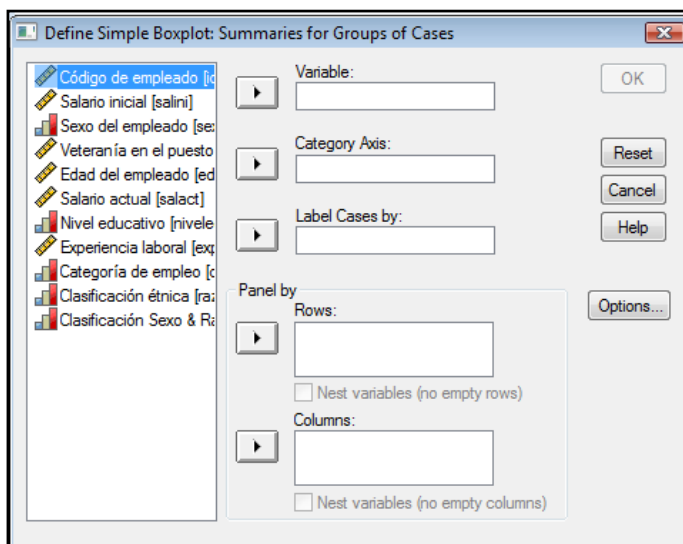 Define Simple Boxplot: Summaries for Groups of Cases
Código de empleado [id
Salario inicial [salini]
Sexo del empleado [sex
Veteranía en el puesto
Edad del empleado [ed
Salario actual [salact]
Nivel educativo [nivele
Experiencia laboral [exp
Categoría de empleo [c
Clasificación étnica [raz
Clasificación Sexo & Ra
Variable:
Category Axis:
Label Cases by:
Panel by
Rows:
Nest variables (no empty rows)
Columns:
Nest variables (no empty columns)
OK
Reset
Cancel
Help
Options...